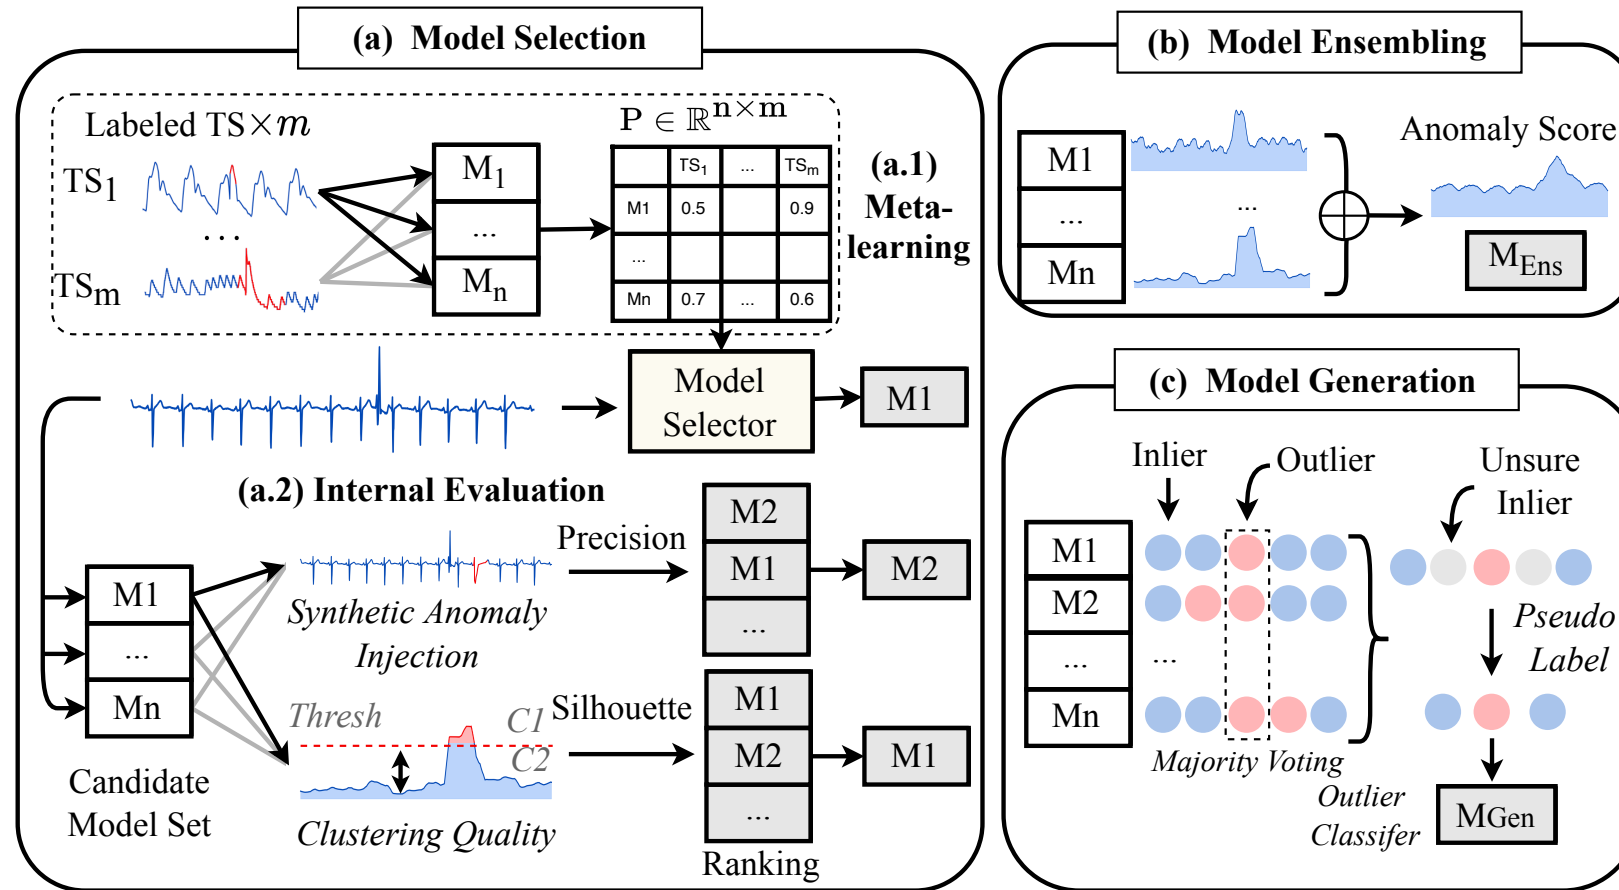 (a) Model Selection
Labeled TS×m
TS1
...
TSm
M1
...
Mn
P ∈ ℝ^n×m
TS1 ... TSm
M1 0.5 0.9
...
Mn 0.7 ... 0.6
(a.1)
Meta-
learning
Model
Selector
M1
(a.2) Internal Evaluation
M1
...
Mn
Candidate
Model Set
Synthetic Anomaly
Injection
Precision
M2
M1
...
M2
Thresh
C1
C2
Clustering Quality
Silhouette
M1
M2
...
Ranking
M1
(b) Model Ensembling
M1
...
Mn
...
Anomaly Score
MEns
(c) Model Generation
Inlier
Outlier
Unsure
Inlier
M1
M2
...
Mn
...
Majority Voting
Pseudo
Label
Outlier
Classifer
MGen